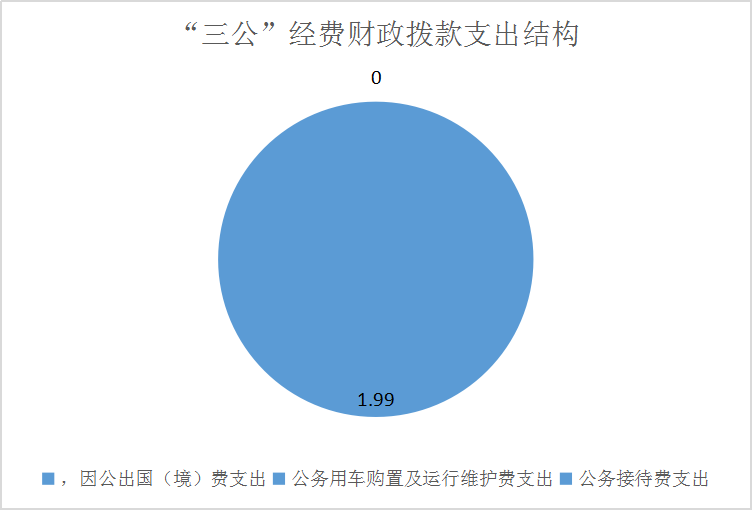 “三公”经费财政拨款支出结构
0
1.99
，因公出国（境）费支出 公务用车购置及运行维护费支出 公务接待费支出